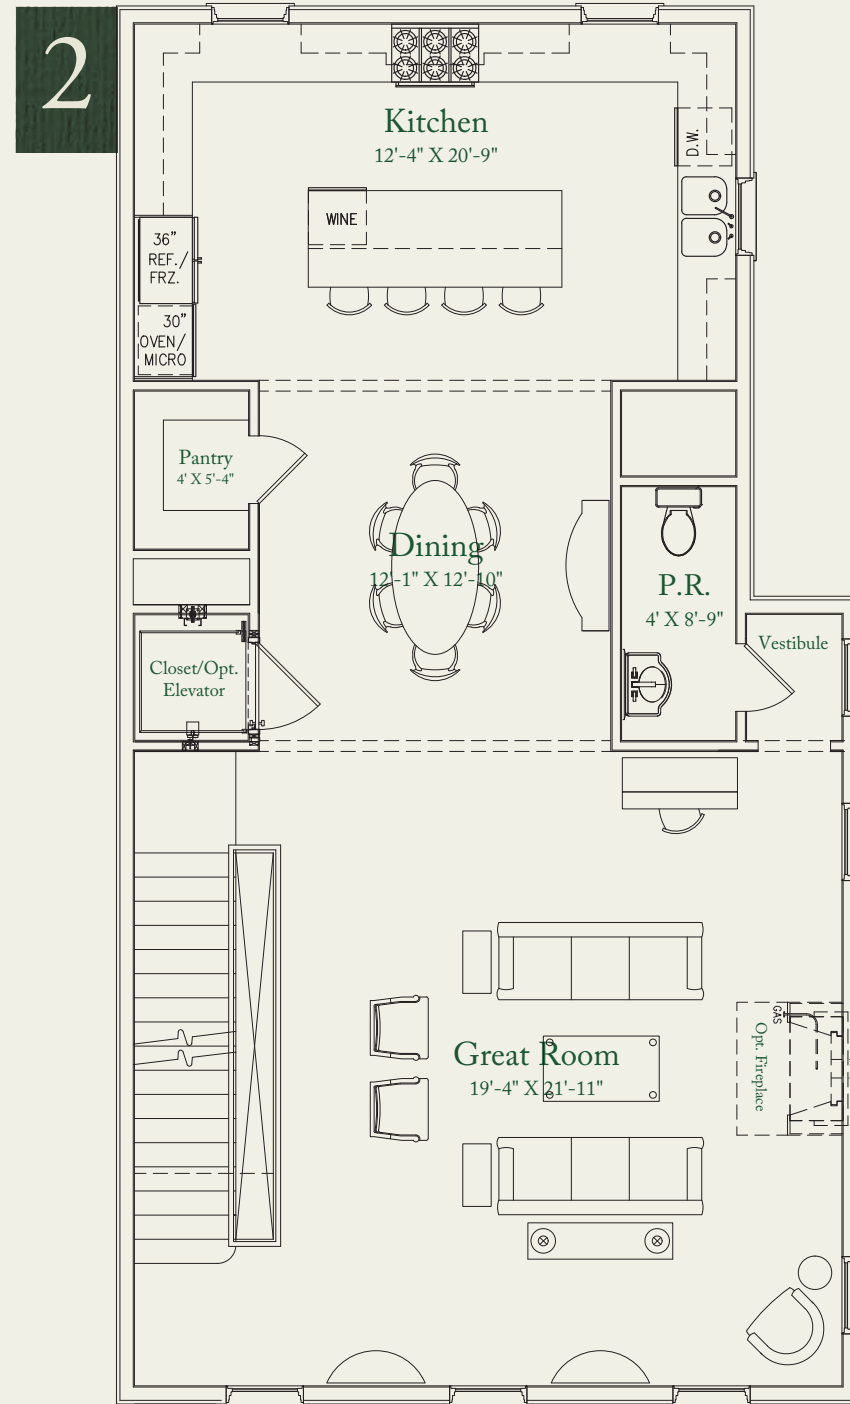 2
Kitchen
12'-4" X 20'-9"
D.W.
WINE
36"
REF./
FRZ.
30"
OVEN/
MICRO
Pantry
4' X 5'-4"
Dining
12'-1" X 12'-10"
P.R.
4' X 8'-9"
Vestibule
Closet/Opt.
Elevator
GAS
Opt. Fireplace
Great Room
19'-4" X 21'-11"